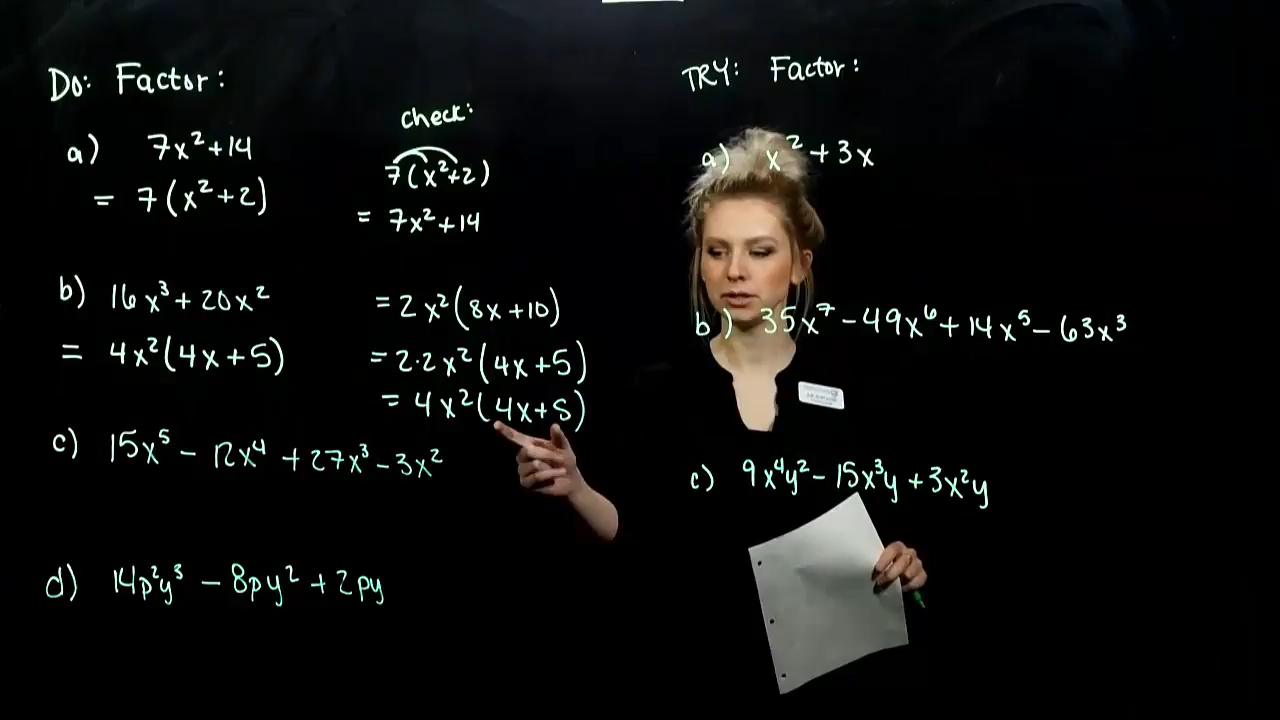 Do: Factor:
check:
a) 7x² + 14
= 7(x² + 2)
7(x² + 2)
= 7x² + 14
b) 16x³ + 20x²
= 4x²(4x + 5)
= 2x²(8x + 10)
= 2·2x²(4x + 5)
= 4x²(4x + 5)
c) 15x⁵ - 12x⁴ + 27x³ - 3x²
d) 14p²y³ - 8py² + 2py
TRY: Factor:
a) x² + 3x
b) 35x⁷ - 49x⁶ + 14x⁵ - 63x³
c) 9x⁴y² - 15x³y + 3x²y